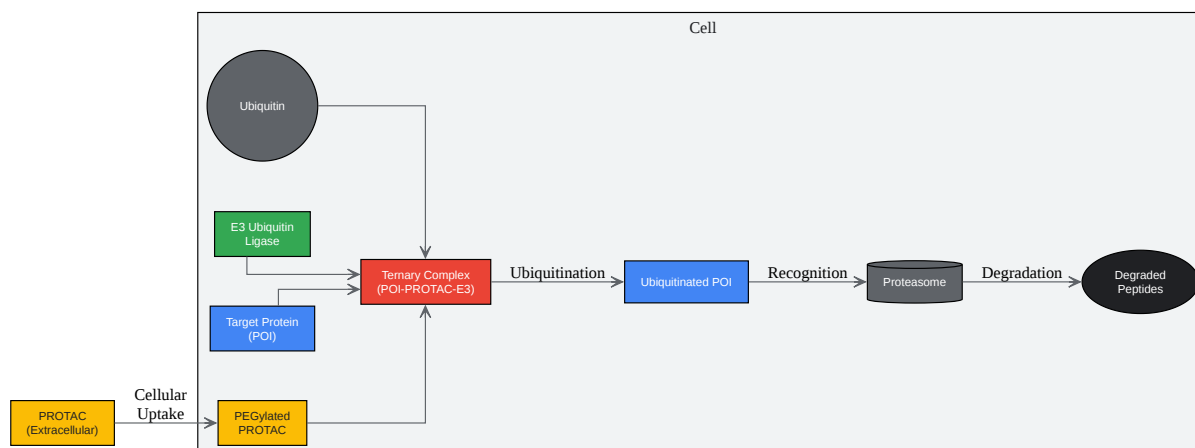 Cell
Ubiquitin
E3 Ubiquitin
Ligase
Target Protein
(POI)
Ternary Complex
(POI-PROTAC-E3)
Ubiquitination
Ubiquitinated POI
Recognition
Proteasome
Degradation
Degraded
Peptides
PROTAC
(Extracellular)
Cellular
Uptake
PEGylated
PROTAC